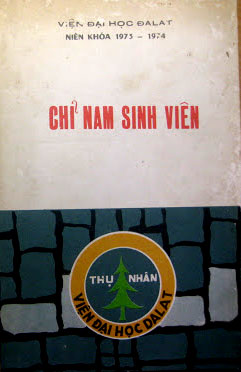 VIỆN ĐẠI HỌC ĐALAT
NIÊN KHÓA 1973 - 1974
CHỈ NAM SINH VIÊN
THỤ NHÂN
VIỆN ĐẠI HỌC ĐALAT